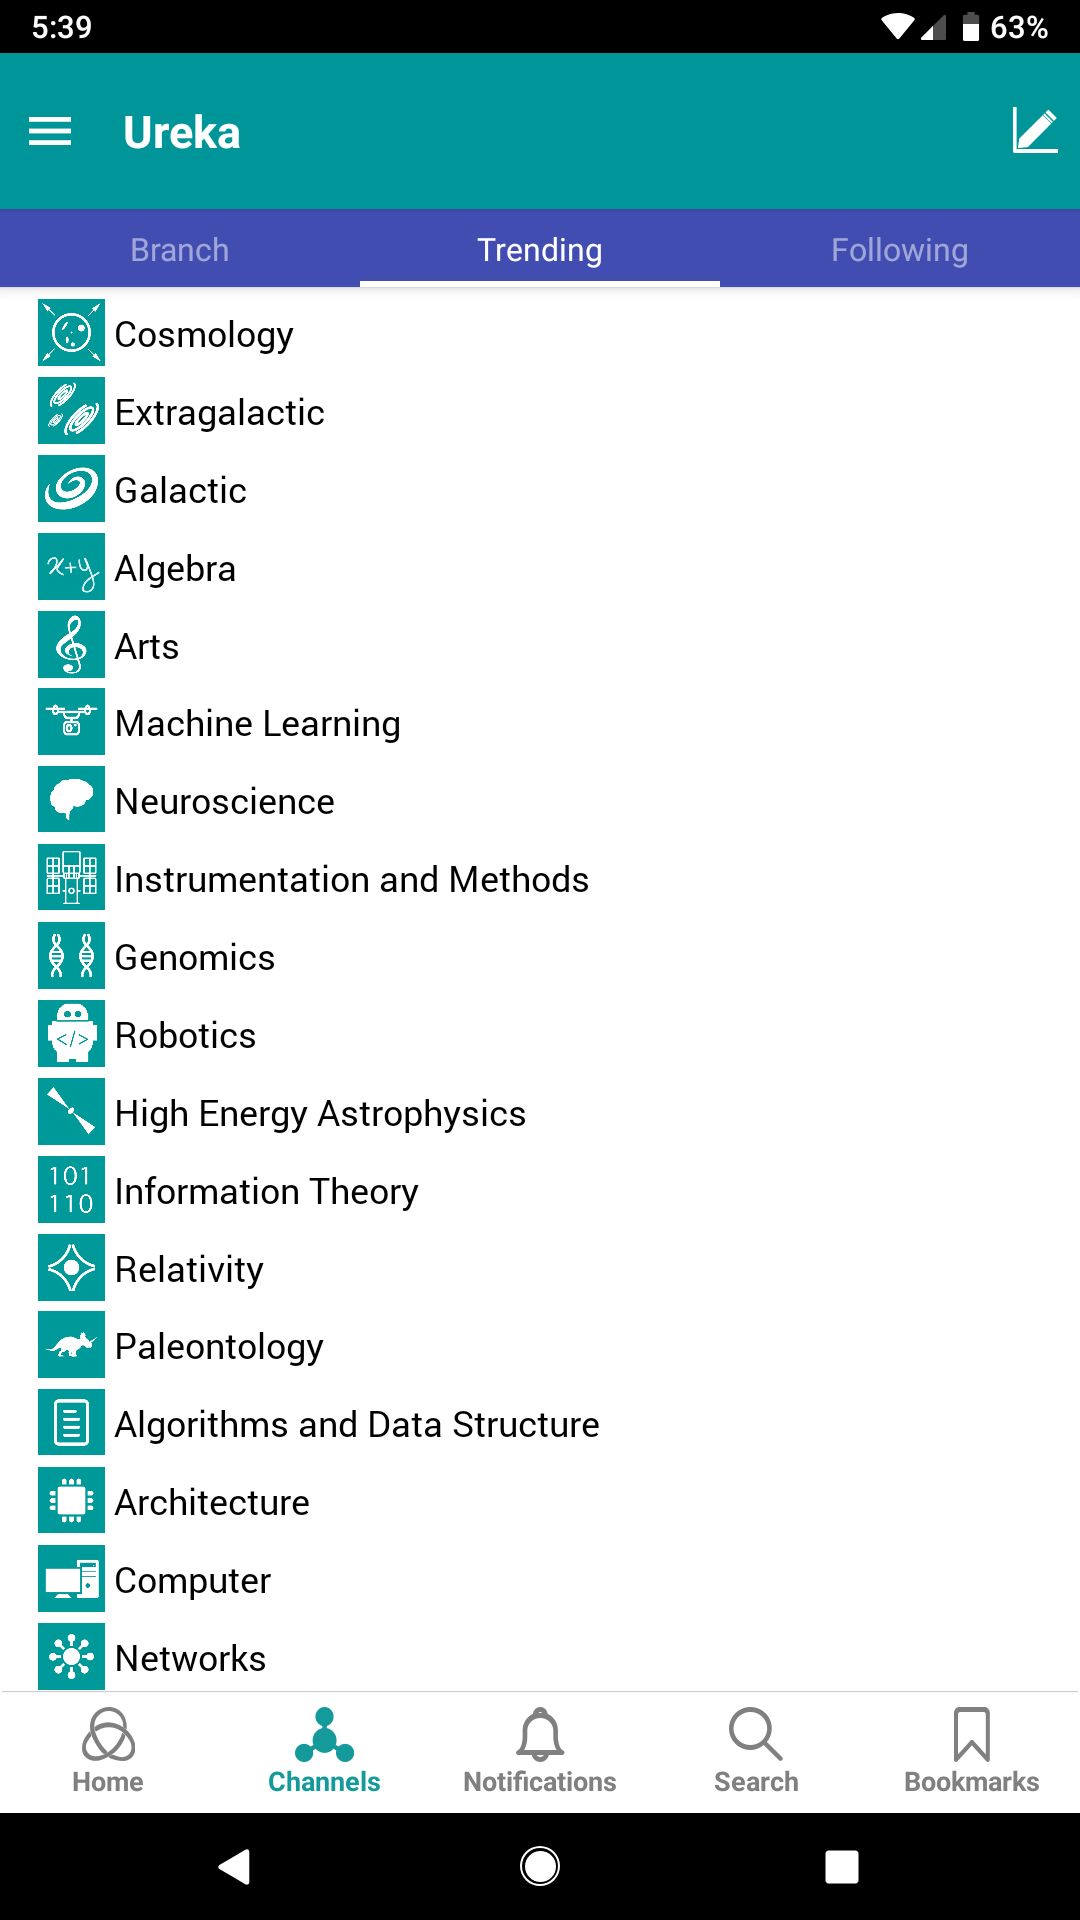 5:39
63%
Ureka
Branch
Trending
Following
Cosmology
Extragalactic
Galactic
x+y
Algebra
Arts
Machine Learning
Neuroscience
Instrumentation and Methods
Genomics
</>
Robotics
High Energy Astrophysics
101
110
Information Theory
Relativity
Paleontology
Algorithms and Data Structure
Architecture
Computer
Networks
Home
Channels
Notifications
Search
Bookmarks